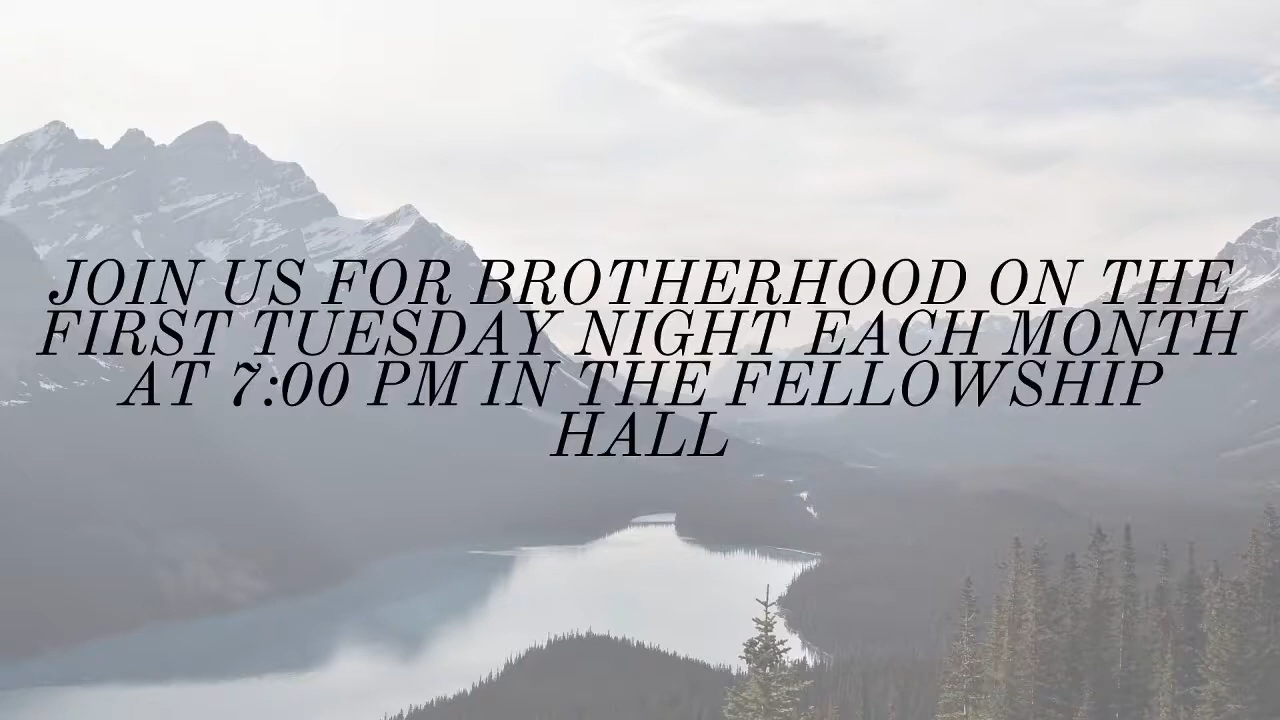 JOIN US FOR BROTHERHOOD ON THE
FIRST TUESDAY NIGHT EACH MONTH
AT 7:00 PM IN THE FELLOWSHIP
HALL